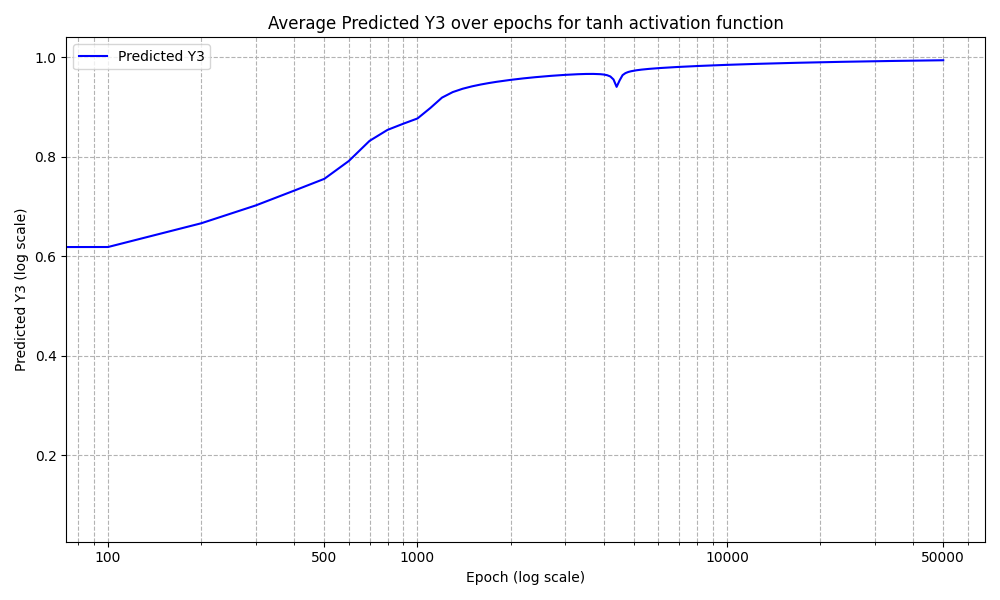 Average Predicted Y3 over epochs for tanh activation function
Predicted Y3
Predicted Y3 (log scale)
1.0
0.8
0.6
0.4
0.2
100
500
1000
10000
50000
Epoch (log scale)